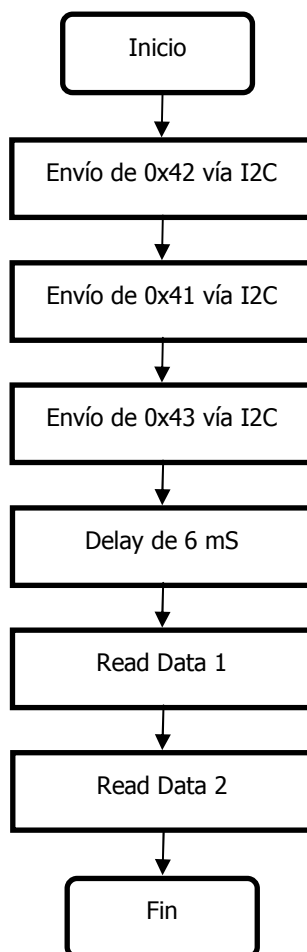 Inicio
Envío de 0x42 vía I2C
Envío de 0x41 vía I2C
Envío de 0x43 vía I2C
Delay de 6 mS
Read Data 1
Read Data 2
Fin